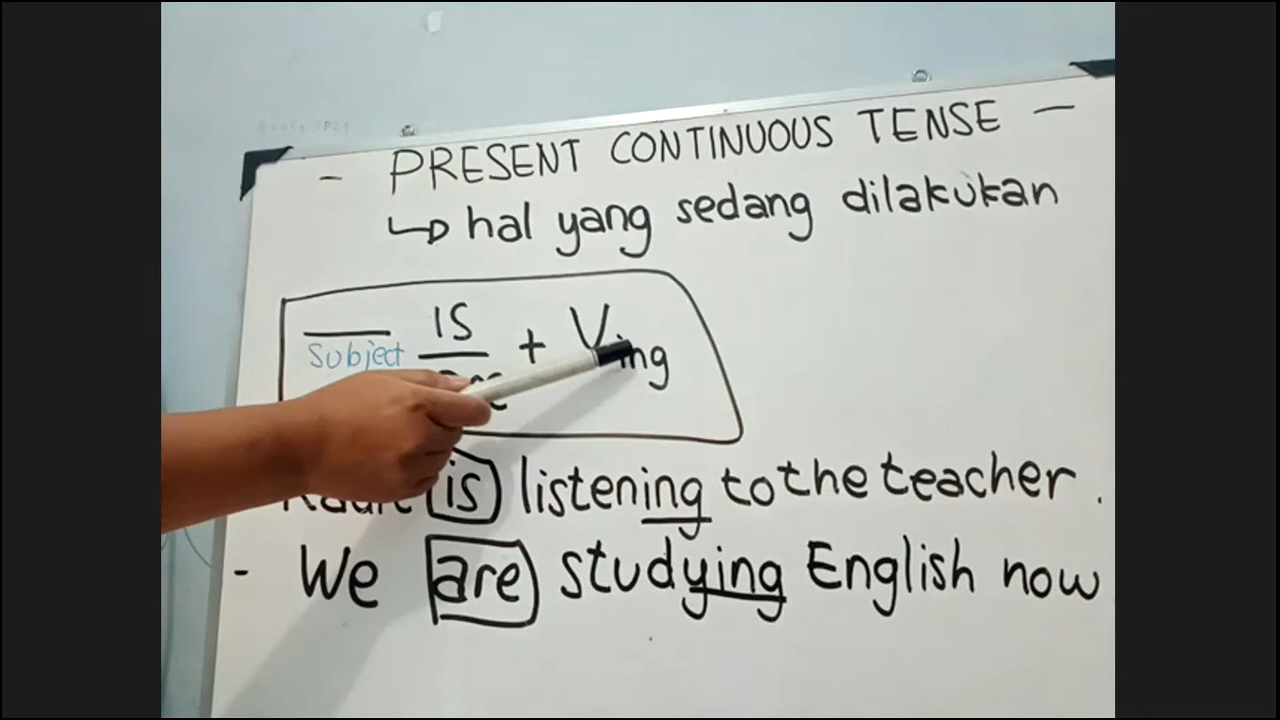 - PRESENT CONTINUOUS TENSE -
↳ hal yang sedang dilakukan
Subject IS + Ving
is listening to the teacher.
- We are studying English now